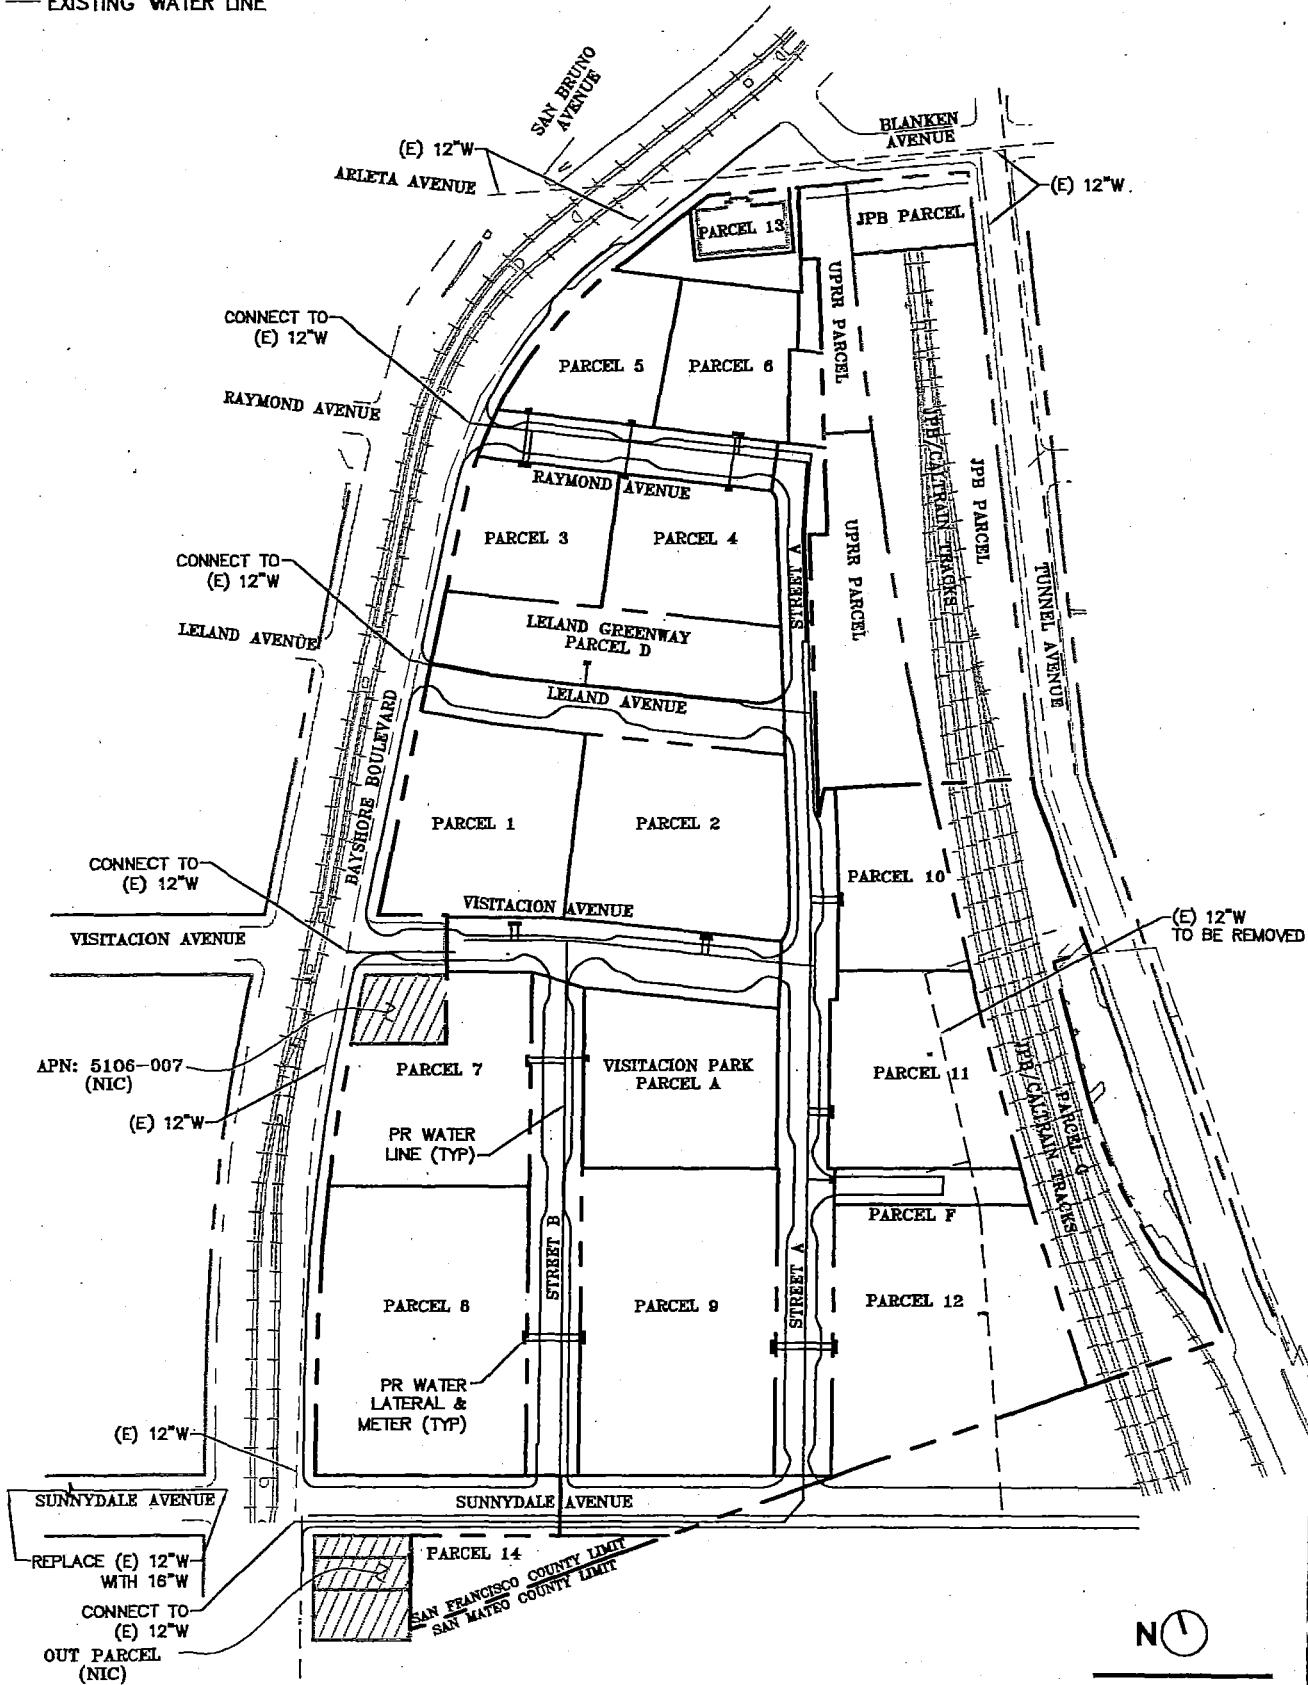 EXISTING WATER LINE
SAN BRUNO
AVENUE
BLANKEN
AVENUE
(E) 12"W
ARLETA AVENUE
(E) 12"W
JPB PARCEL
PARCEL 13
UPRR PARCEL
CONNECT TO
(E) 12"W
PARCEL 5
PARCEL 6
RAYMOND AVENUE
JPB/CALTRAIN TRACKS
JPB PARCEL
RAYMOND AVENUE
PARCEL 3
PARCEL 4
STREET A
UPRR PARCEL
CONNECT TO
(E) 12"W
TUNNEL AVENUE
LELAND AVENUE
LELAND GREENWAY
PARCEL D
LELAND AVENUE
BAYSHORE BOULEVARD
PARCEL 1
PARCEL 2
CONNECT TO
(E) 12"W
PARCEL 10
VISITACION AVENUE
VISITACION AVENUE
(E) 12"W
TO BE REMOVED
APN: 5106-007
(NIC)
PARCEL 7
VISITACION PARK
PARCEL A
PARCEL 11
JPB/CALTRAIN TRACKS
(E) 12"W
PR WATER
LINE (TYP)
PARCEL F
STREET B
STREET A
PARCEL 8
PARCEL 9
PARCEL 12
PR WATER
LATERAL &
METER (TYP)
(E) 12"W
SUNNYDALE AVENUE
SUNNYDALE AVENUE
REPLACE (E) 12"W
WITH 16"W
PARCEL 14
SAN FRANCISCO COUNTY LIMIT
SAN MATEO COUNTY LIMIT
CONNECT TO
(E) 12"W
OUT PARCEL
(NIC)
N